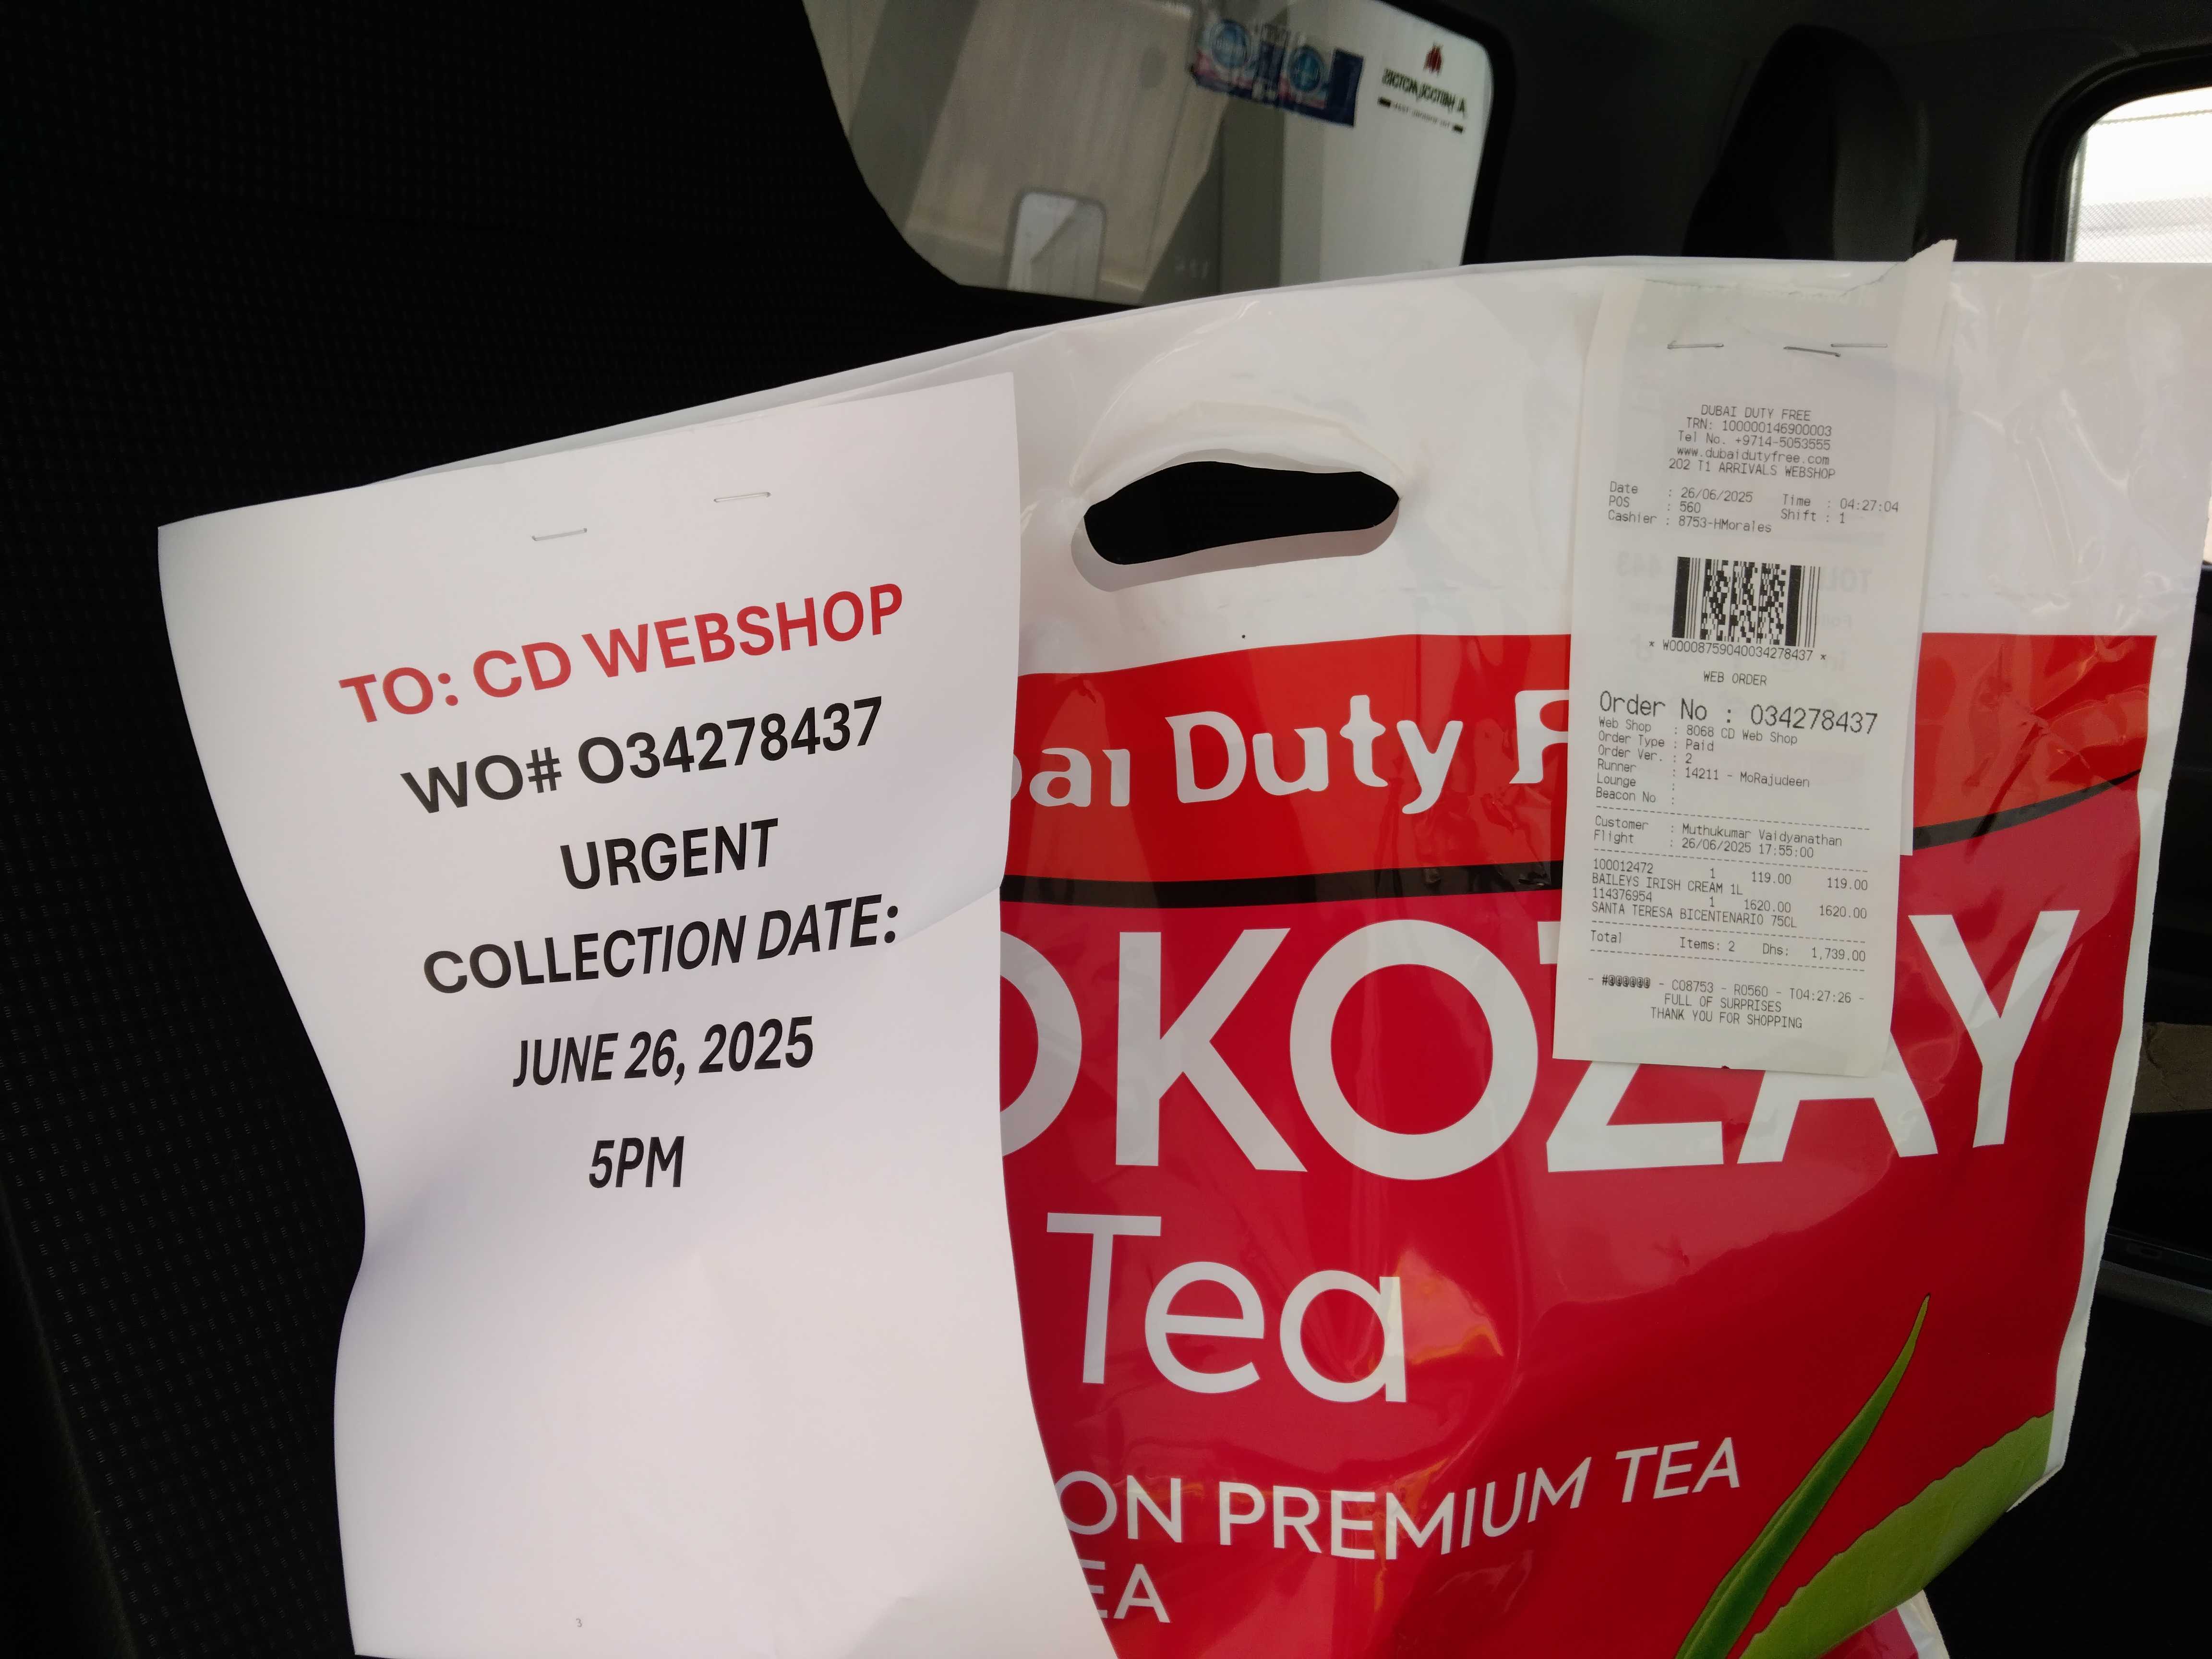 TO: CD WEBSHOP
WO# O34278437
URGENT
COLLECTION DATE:
JUNE 26, 2025
5PM
3
bai Duty F
OKOZAY
Tea
ON PREMIUM TEA
EA
DUBAI DUTY FREE
TRN: 100000146900003
Tel No. +9714-5053555
www.dubaidutyfree.com
202 T1 ARRIVALS WEBSHOP
Date : 26/06/2025 Time : 04:27:04
POS : 560 Shift : 1
Cashier : 8753-HMorales
* WO0008759040034278437 *
WEB ORDER
Order No : 034278437
Web Shop : 8068 CD Web Shop
Order Type : Paid
Order Ver. : 2
Runner : 14211 - MoRajudeen
Lounge :
Beacon No :
Customer : Muthukumar Vaidyanathan
Flight : 26/06/2025 17:55:00
100012472 1 119.00 119.00
BAILEYS IRISH CREAM 1L
114376954 1 1620.00 1620.00
SANTA TERESA BICENTENARIO 75CL
Total Items: 2 Dhs: 1,739.00
- C08753 - R0560 - T04:27:26 -
FULL OF SURPRISES
THANK YOU FOR SHOPPING